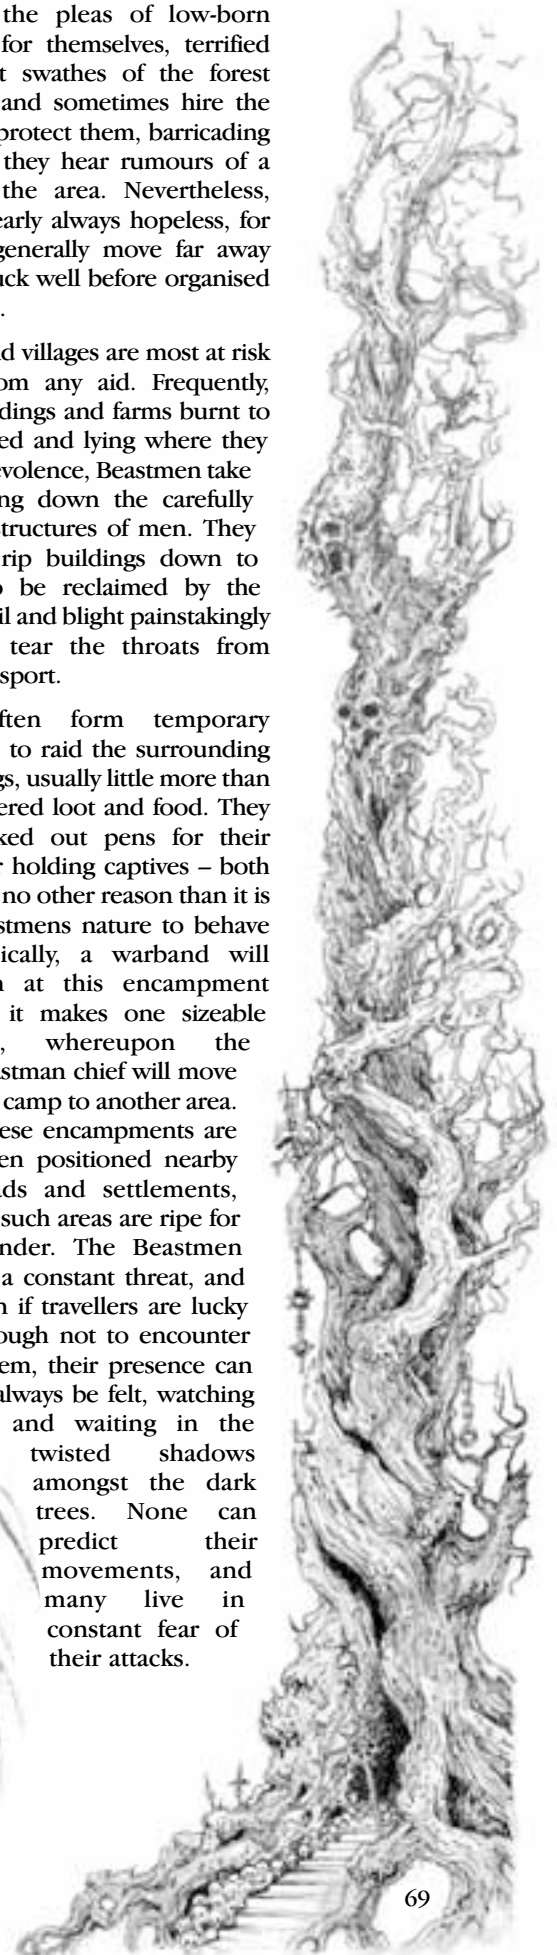 the pleas of low-born
for themselves, terrified
t swathes of the forest
and sometimes hire the
protect them, barricading
they hear rumours of a
the area. Nevertheless,
early always hopeless, for
generally move far away
uck well before organised
.
d villages are most at risk
om any aid. Frequently,
dings and farms burnt to
ed and lying where they
evolence, Beastmen take
ng down the carefully
structures of men. They
rip buildings down to
o be reclaimed by the
il and blight painstakingly
tear the throats from
sport.
ften form temporary
to raid the surrounding
gs, usually little more than
ered loot and food. They
xed out pens for their
r holding captives – both
no other reason than it is
astmens nature to behave
ically, a warband will
n at this encampment
it makes one sizeable
, whereupon the
astman chief will move
camp to another area.
ese encampments are
en positioned nearby
ads and settlements,
such areas are ripe for
nder. The Beastmen
a constant threat, and
n if travellers are lucky
ough not to encounter
em, their presence can
always be felt, watching
and waiting in the
twisted shadows
amongst the dark
trees. None can
predict their
movements, and
many live in
constant fear of
their attacks.
69